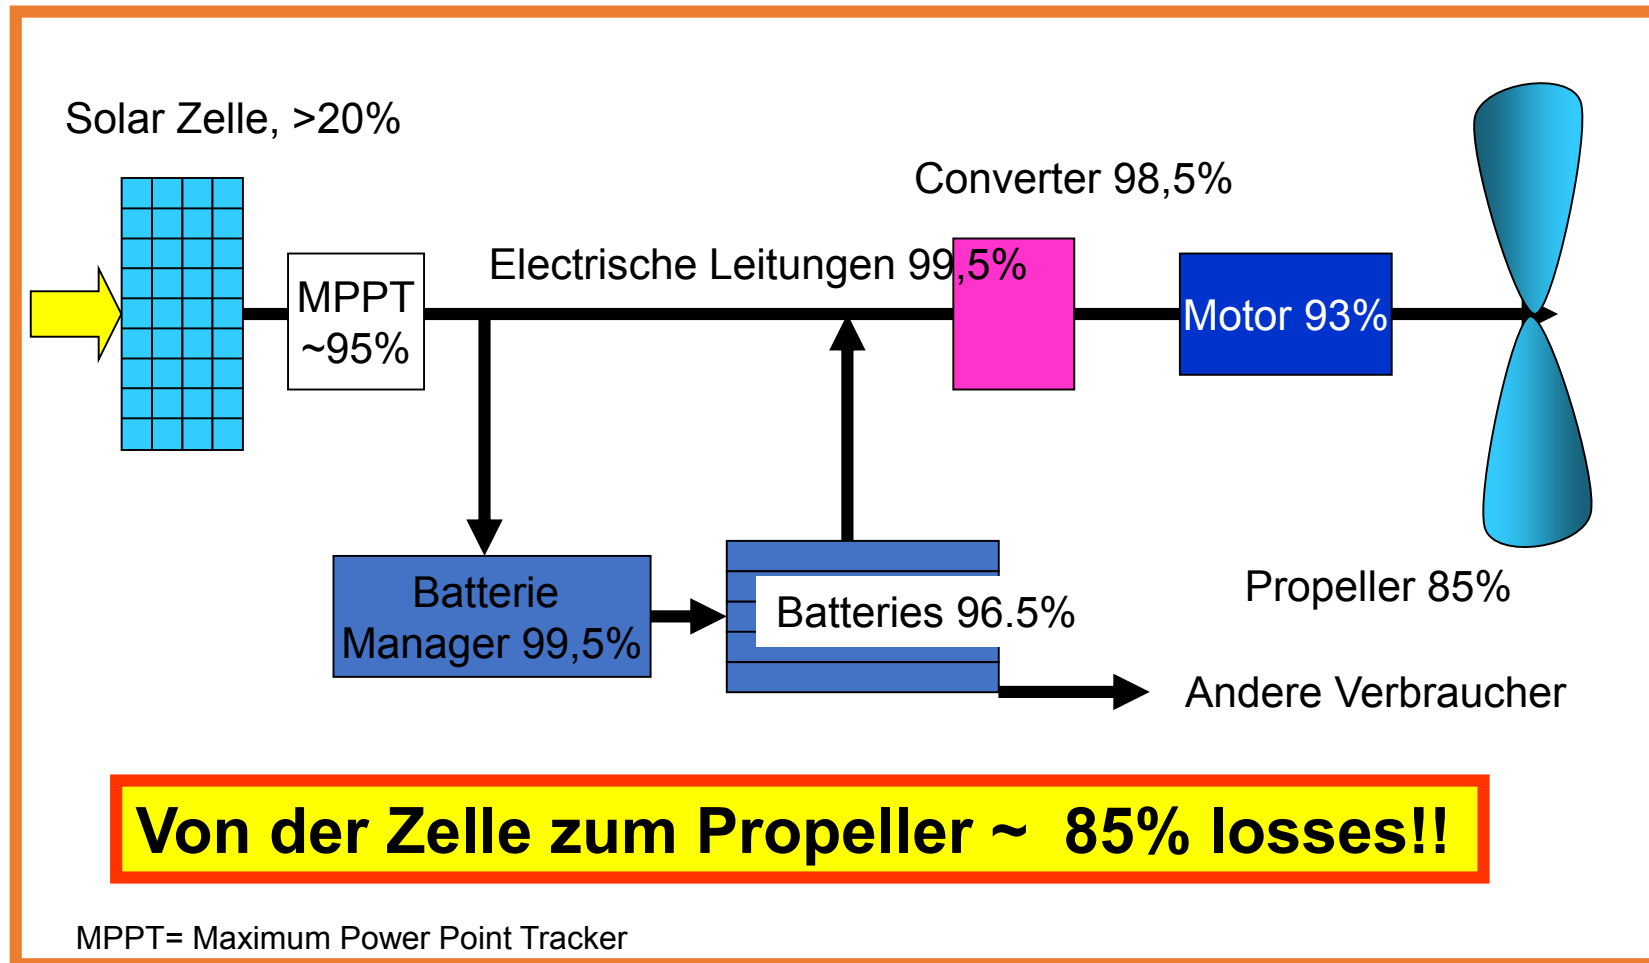 Solar Zelle, >20%
Converter 98,5%
Electrische Leitungen 99,5%
MPPT
~95%
Motor 93%
Batterie
Manager 99,5%
Batteries 96.5%
Propeller 85%
Andere Verbraucher
Von der Zelle zum Propeller ~ 85% losses!!
MPPT= Maximum Power Point Tracker